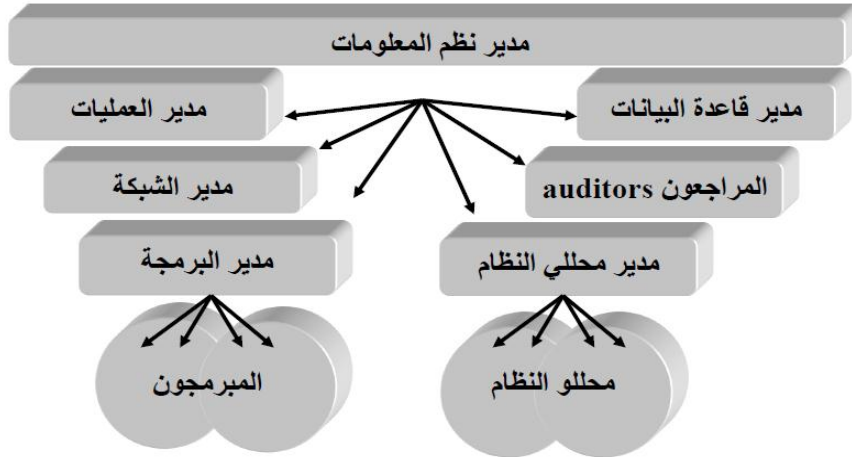 مدير نظم المعلومات
مدير قاعدة البيانات
مدير العمليات
المراجعون auditors
مدير الشبكة
مدير محللي النظام
مدير البرمجة
محللو النظام
المبرمجون